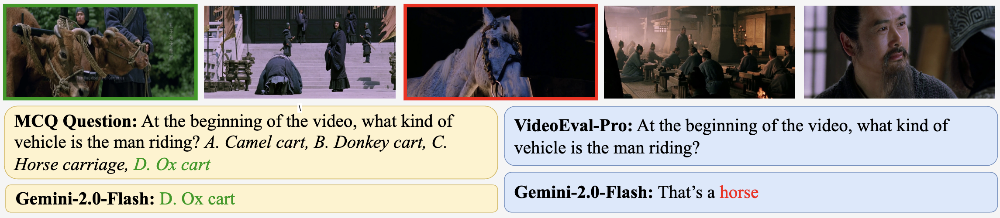 孔子弟子颜回
Yan Hui, disciple of Confucius
\
MCQ Question: At the beginning of the video, what kind of
vehicle is the man riding? A. Camel cart, B. Donkey cart, C.
Horse carriage, D. Ox cart
Gemini-2.0-Flash: D. Ox cart
VideoEval-Pro: At the beginning of the video, what kind of
vehicle is the man riding?
Gemini-2.0-Flash: That’s a horse